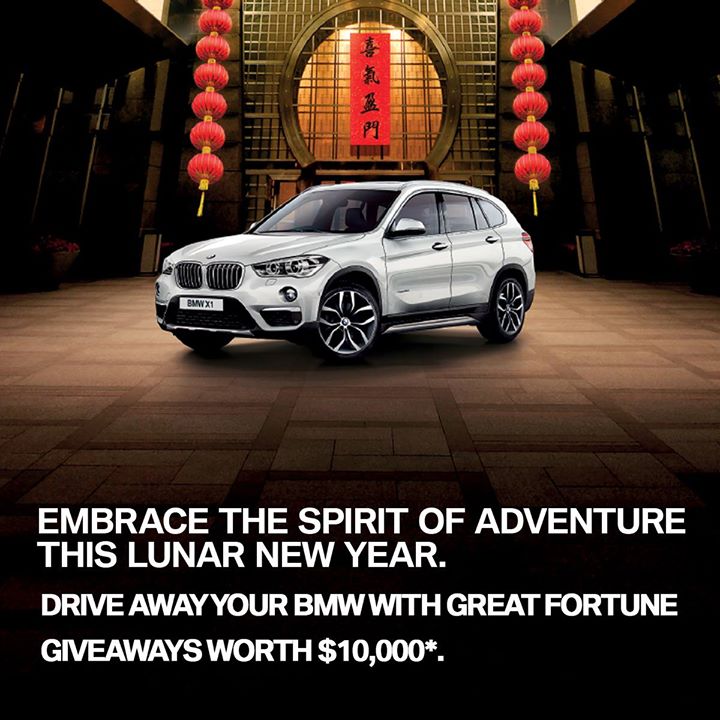 喜氣盈門
BMW X1
EMBRACE THE SPIRIT OF ADVENTURE
THIS LUNAR NEW YEAR.
DRIVE AWAY YOUR BMW WITH GREAT FORTUNE
GIVEAWAYS WORTH $10,000*.